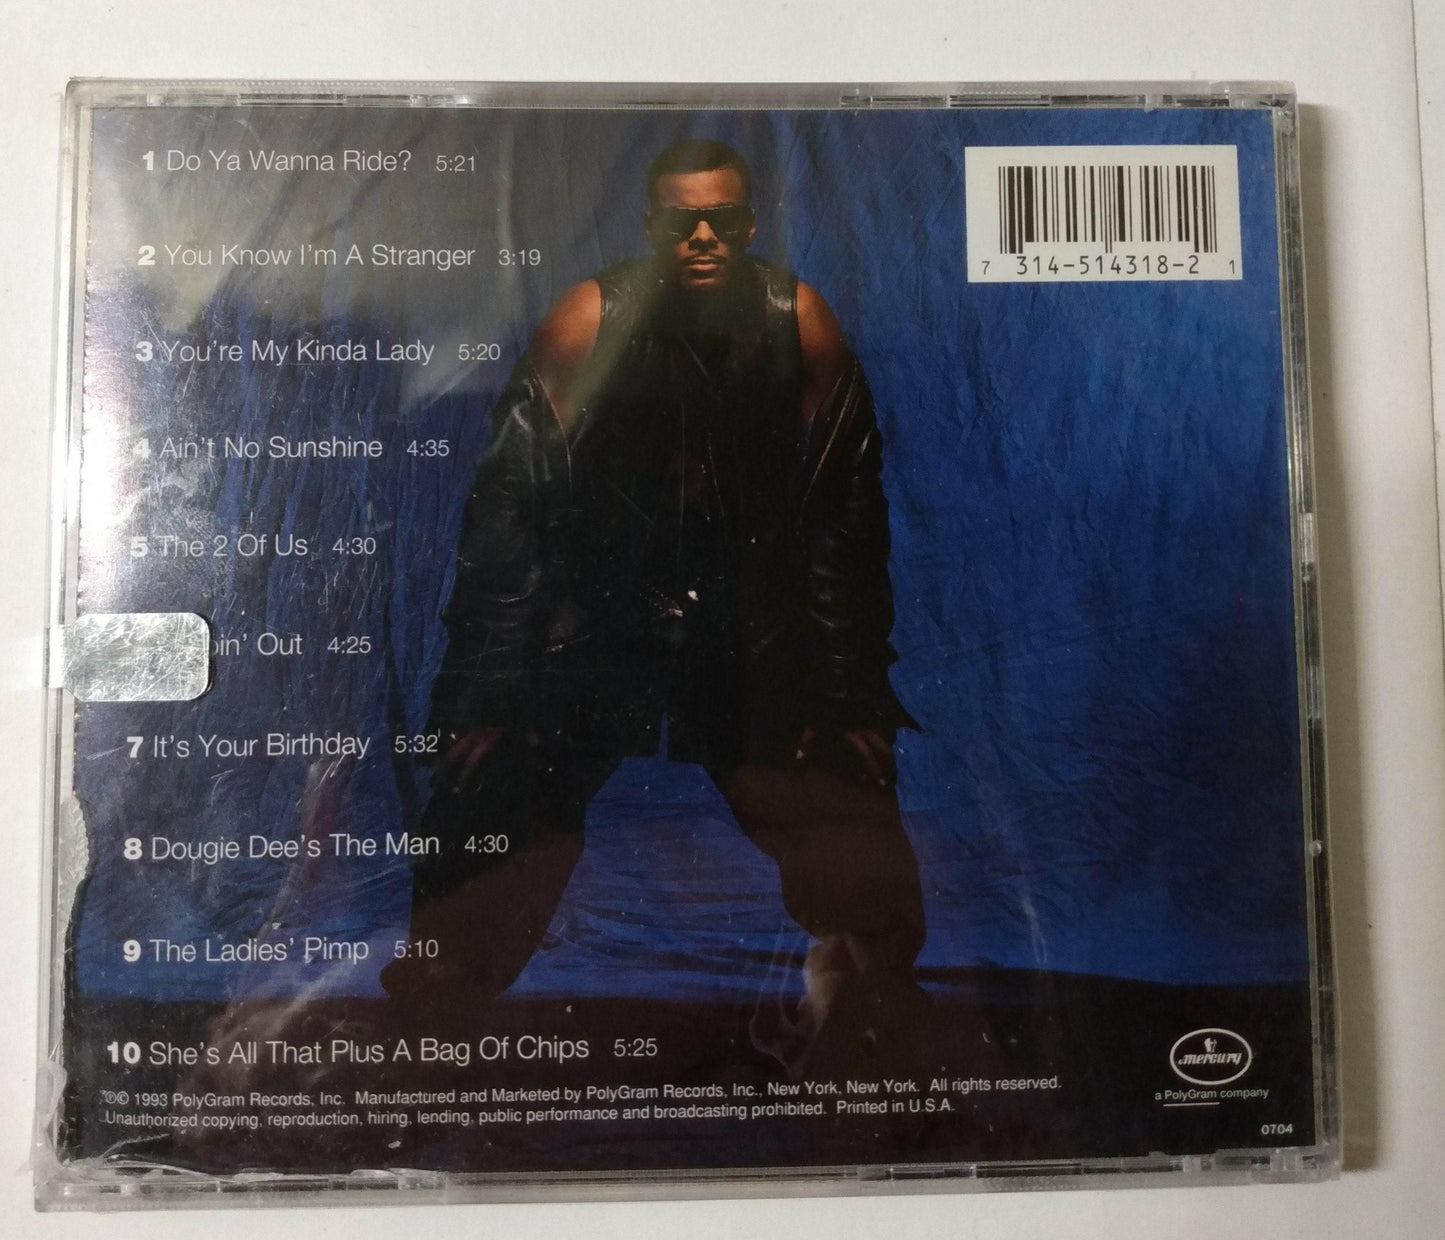 1 Do Ya Wanna Ride? 5:21
2 You Know I'm A Stranger 3:19
3 You're My Kinda Lady 5:20
4 Ain't No Sunshine 4:35
5 The 2 Of Us 4:30
Out 4:25
7 It's Your Birthday 5:32
8 Dougie Dee's The Man 4:30
9 The Ladies' Pimp 5:10
10 She's All That Plus A Bag Of Chips 5:25
℗© 1993 PolyGram Records, Inc. Manufactured and Marketed by PolyGram Records, Inc., New York, New York. All rights reserved.
Unauthorized copying, reproduction, hiring, lending, public performance and broadcasting prohibited. Printed in U.S.A.
7 314-514318-2 1
mercury
a PolyGram company
0704